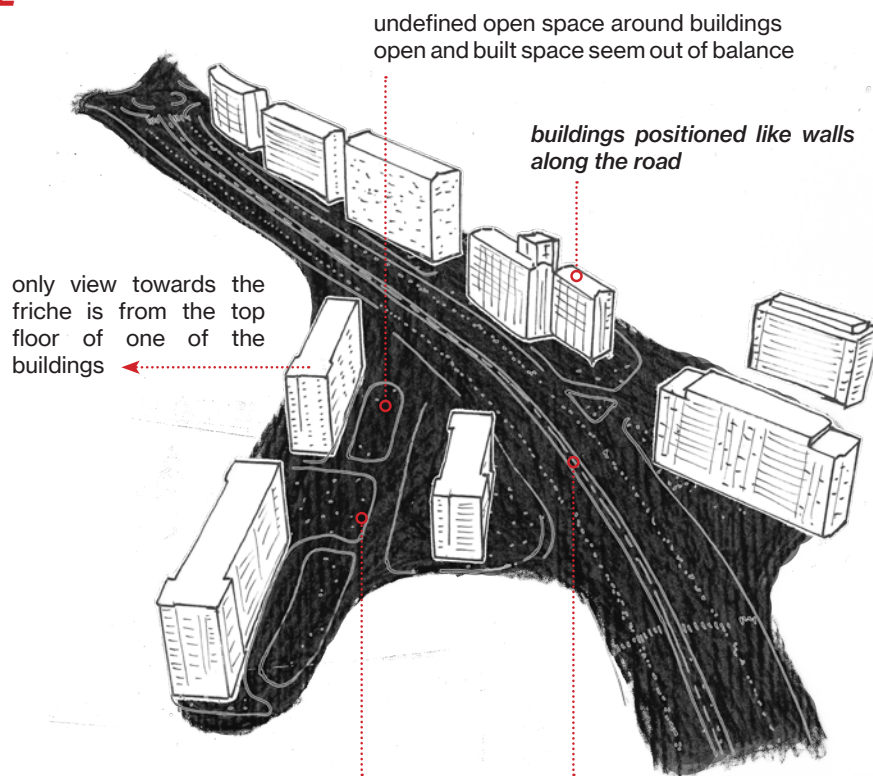 undefined open space around buildings
open and built space seem out of balance
buildings positioned like walls
along the road
only view towards the
friche is from the top
floor of one of the
buildings